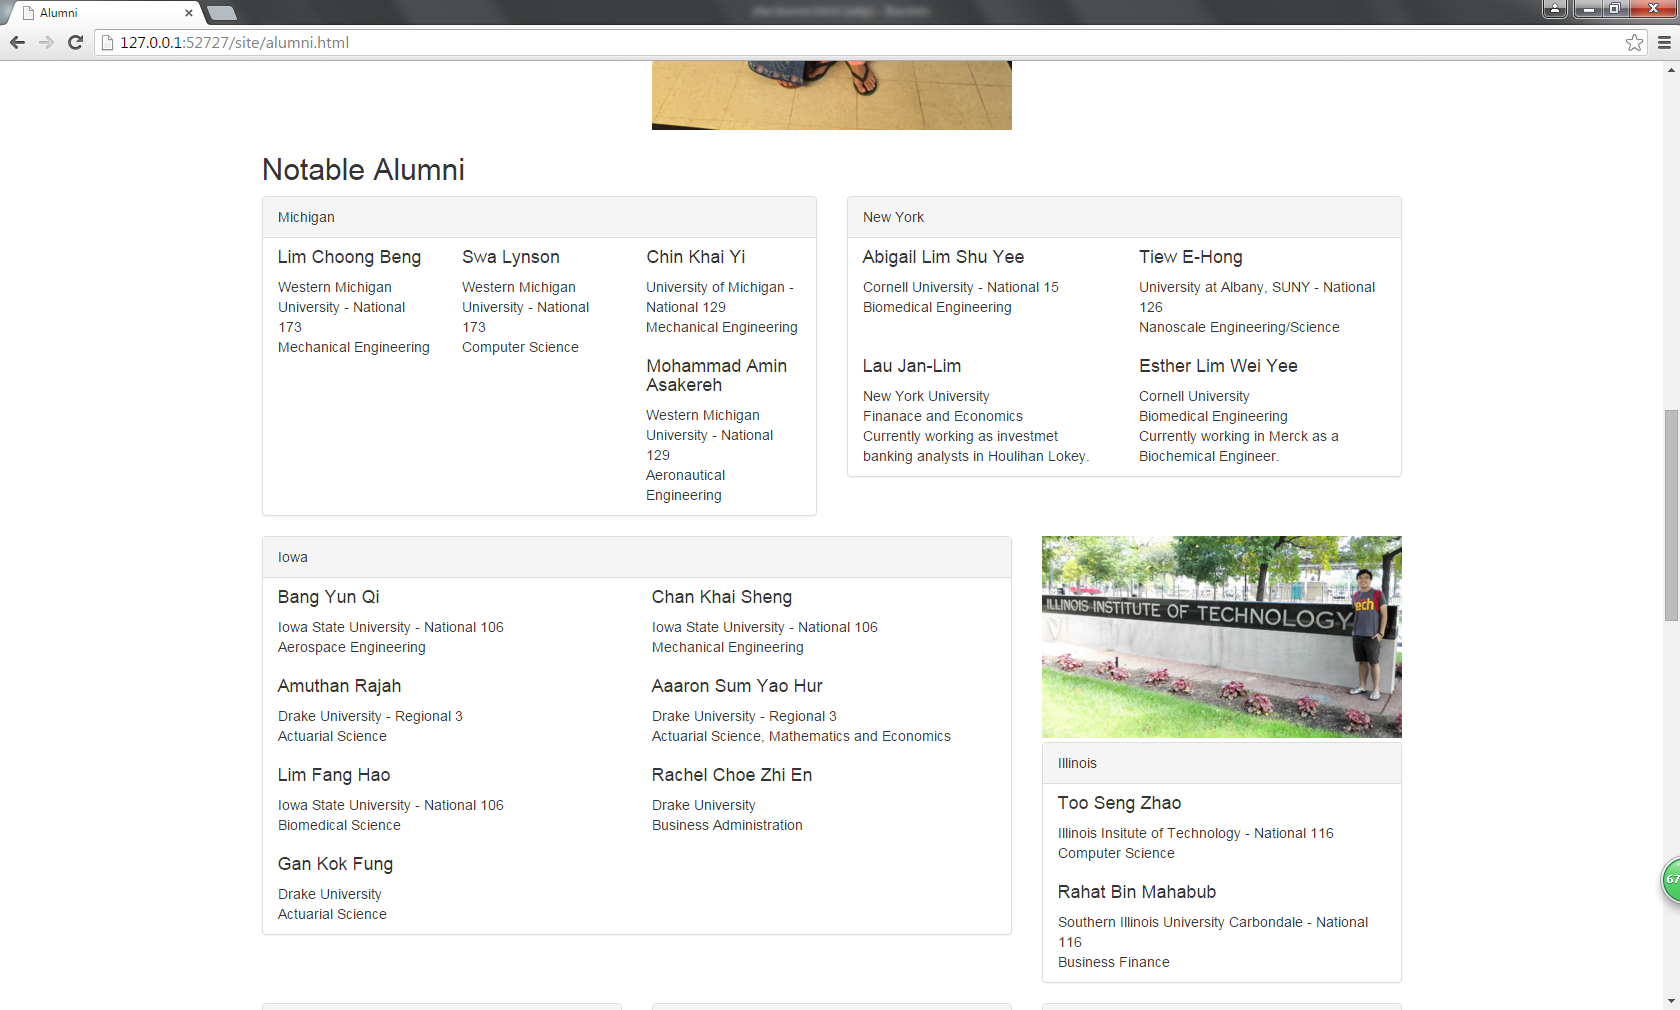 Alumni
127.0.0.1:52727/site/alumni.html
Notable Alumni
Michigan
Lim Choong Beng
Western Michigan
University - National
173
Mechanical Engineering
Swa Lynson
Western Michigan
University - National
173
Computer Science
Chin Khai Yi
University of Michigan -
National 129
Mechanical Engineering
Mohammad Amin
Asakereh
Western Michigan
University - National
129
Aeronautical
Engineering
New York
Abigail Lim Shu Yee
Cornell University - National 15
Biomedical Engineering
Tiew E-Hong
University at Albany, SUNY - National
126
Nanoscale Engineering/Science
Lau Jan-Lim
New York University
Finanace and Economics
Currently working as investmet
banking analysts in Houlihan Lokey.
Esther Lim Wei Yee
Cornell University
Biomedical Engineering
Currently working in Merck as a
Biochemical Engineer.
Iowa
Bang Yun Qi
Iowa State University - National 106
Aerospace Engineering
Chan Khai Sheng
Iowa State University - National 106
Mechanical Engineering
Amuthan Rajah
Drake University - Regional 3
Actuarial Science
Aaaron Sum Yao Hur
Drake University - Regional 3
Actuarial Science, Mathematics and Economics
Lim Fang Hao
Iowa State University - National 106
Biomedical Science
Rachel Choe Zhi En
Drake University
Business Administration
Gan Kok Fung
Drake University
Actuarial Science
ILLINOIS INSTITUTE OF TECHNOLOGY
ech
Illinois
Too Seng Zhao
Illinois Insitute of Technology - National 116
Computer Science
Rahat Bin Mahabub
Southern Illinois University Carbondale - National
116
Business Finance
67